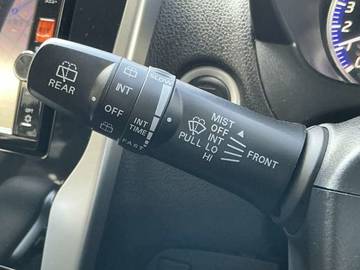 REAR
INT
OFF
SLOW
INT
TIME
FAST
MIST
OFF
INT
PULL LO
HI
FRONT